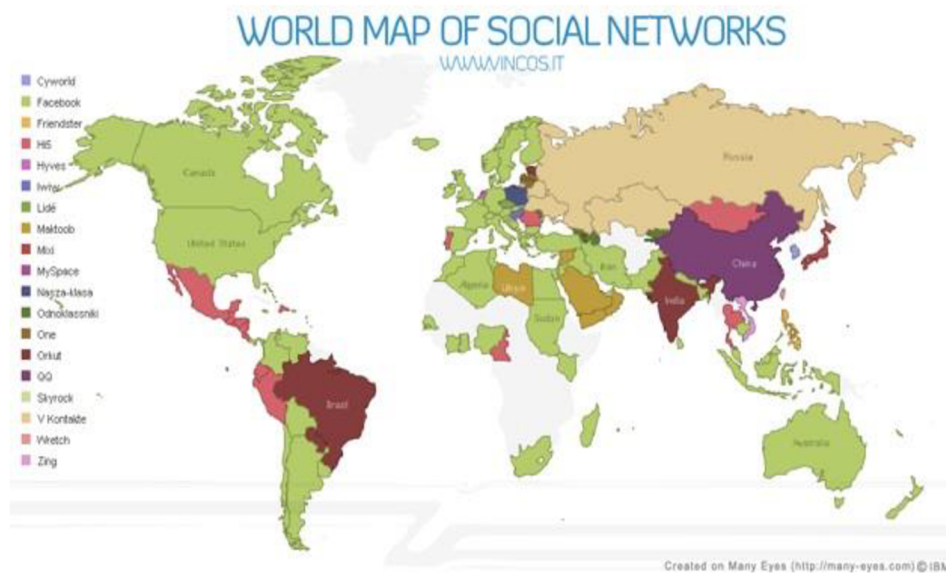 WORLD MAP OF SOCIAL NETWORKS
WWW.VINCOS.IT
Cyworld
Facebook
Friendster
Hi5
Hyves
Iwiw
Lidé
Maktoob
Mixi
MySpace
Nasza-klasa
Odnoklassniki
One
Orkut
QQ
Skyrock
V Kontakte
Wretch
Zing
Canada
United States
Brazil
Russia
China
India
Iran
Algeria
Libya
Sudan
Australia
Created on Many Eyes (http://many-eyes.com) © IBM